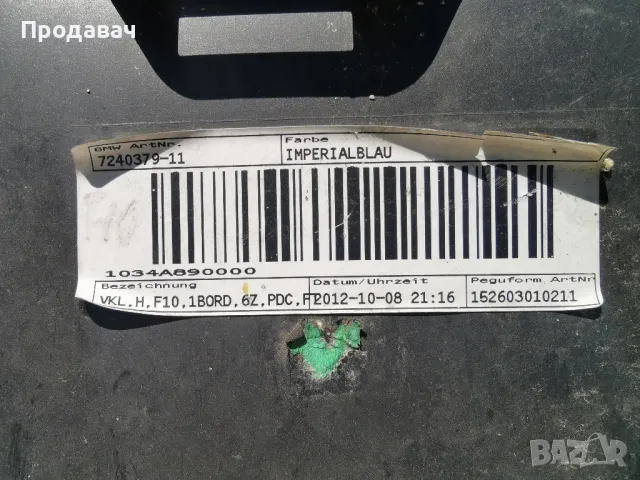 Продавач
BMW ArtNr.
7240379-11
Farbe
IMPERIALBLAU
F10
1034A890000
Bezeichnung
VKL,H,F10,1BORD,6Z,PDC,F
Datum/Uhrzeit
2012-10-08 21:16
Peguform ArtNr
152603010211
BAZAR